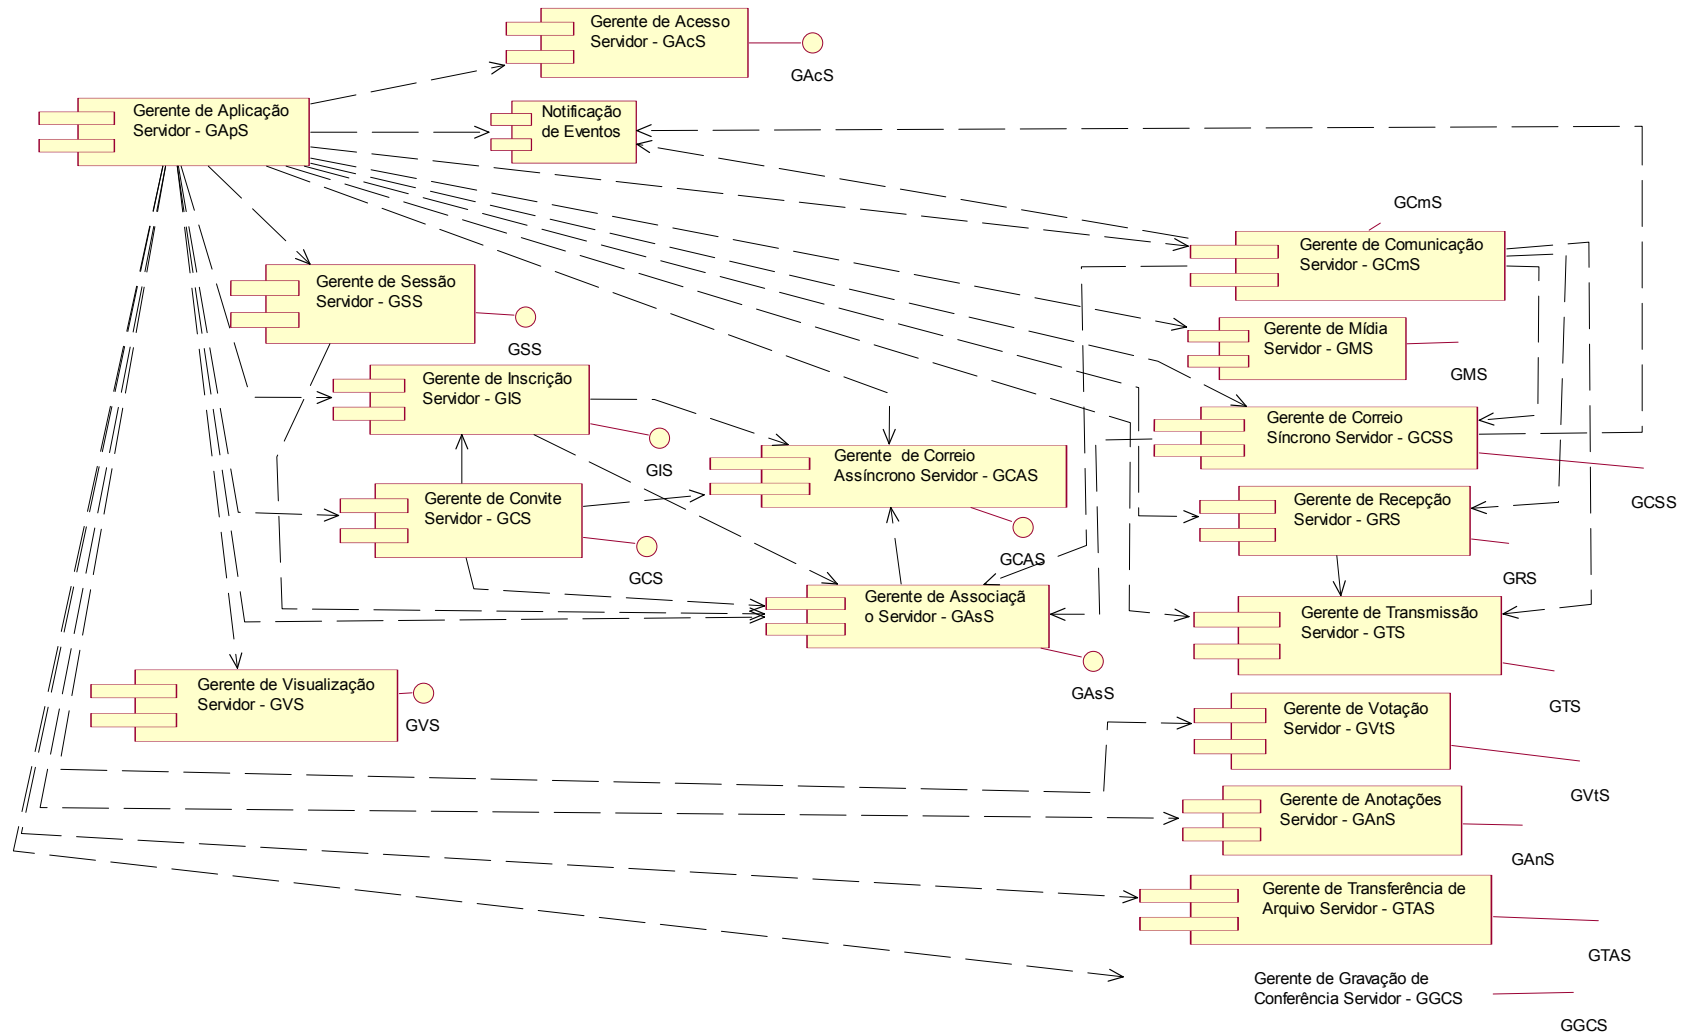 Gerente de Acesso
Servidor - GAcS
GAcS
Gerente de Aplicação
Servidor - GApS
Notificação
de Eventos
GCmS
Gerente de Comunicação
Servidor - GCmS
Gerente de Sessão
Servidor - GSS
GSS
Gerente de Mídia
Servidor - GMS
GMS
Gerente de Inscrição
Servidor - GIS
GIS
Gerente de Correio
Síncrono Servidor - GCSS
GCSS
Gerente de Correio
Assíncrono Servidor - GCAS
GCAS
Gerente de Convite
Servidor - GCS
GCS
Gerente de Recepção
Servidor - GRS
GRS
Gerente de Associaçã
o Servidor - GAsS
GAsS
Gerente de Transmissão
Servidor - GTS
GTS
Gerente de Visualização
Servidor - GVS
GVS
Gerente de Votação
Servidor - GVtS
GVtS
Gerente de Anotações
Servidor - GAnS
GAnS
Gerente de Transferência de
Arquivo Servidor - GTAS
GTAS
Gerente de Gravação de
Conferência Servidor - GGCS
GGCS